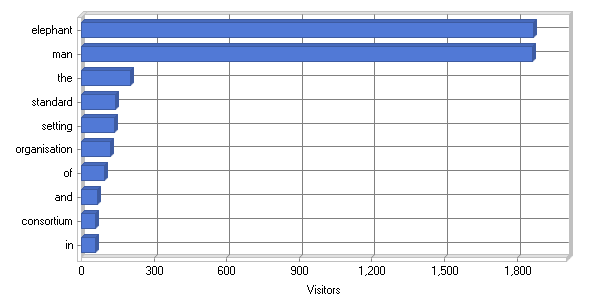 elephant
man
the
standard
setting
organisation
of
and
consortium
in
0 300 600 900 1,200 1,500 1,800
Visitors